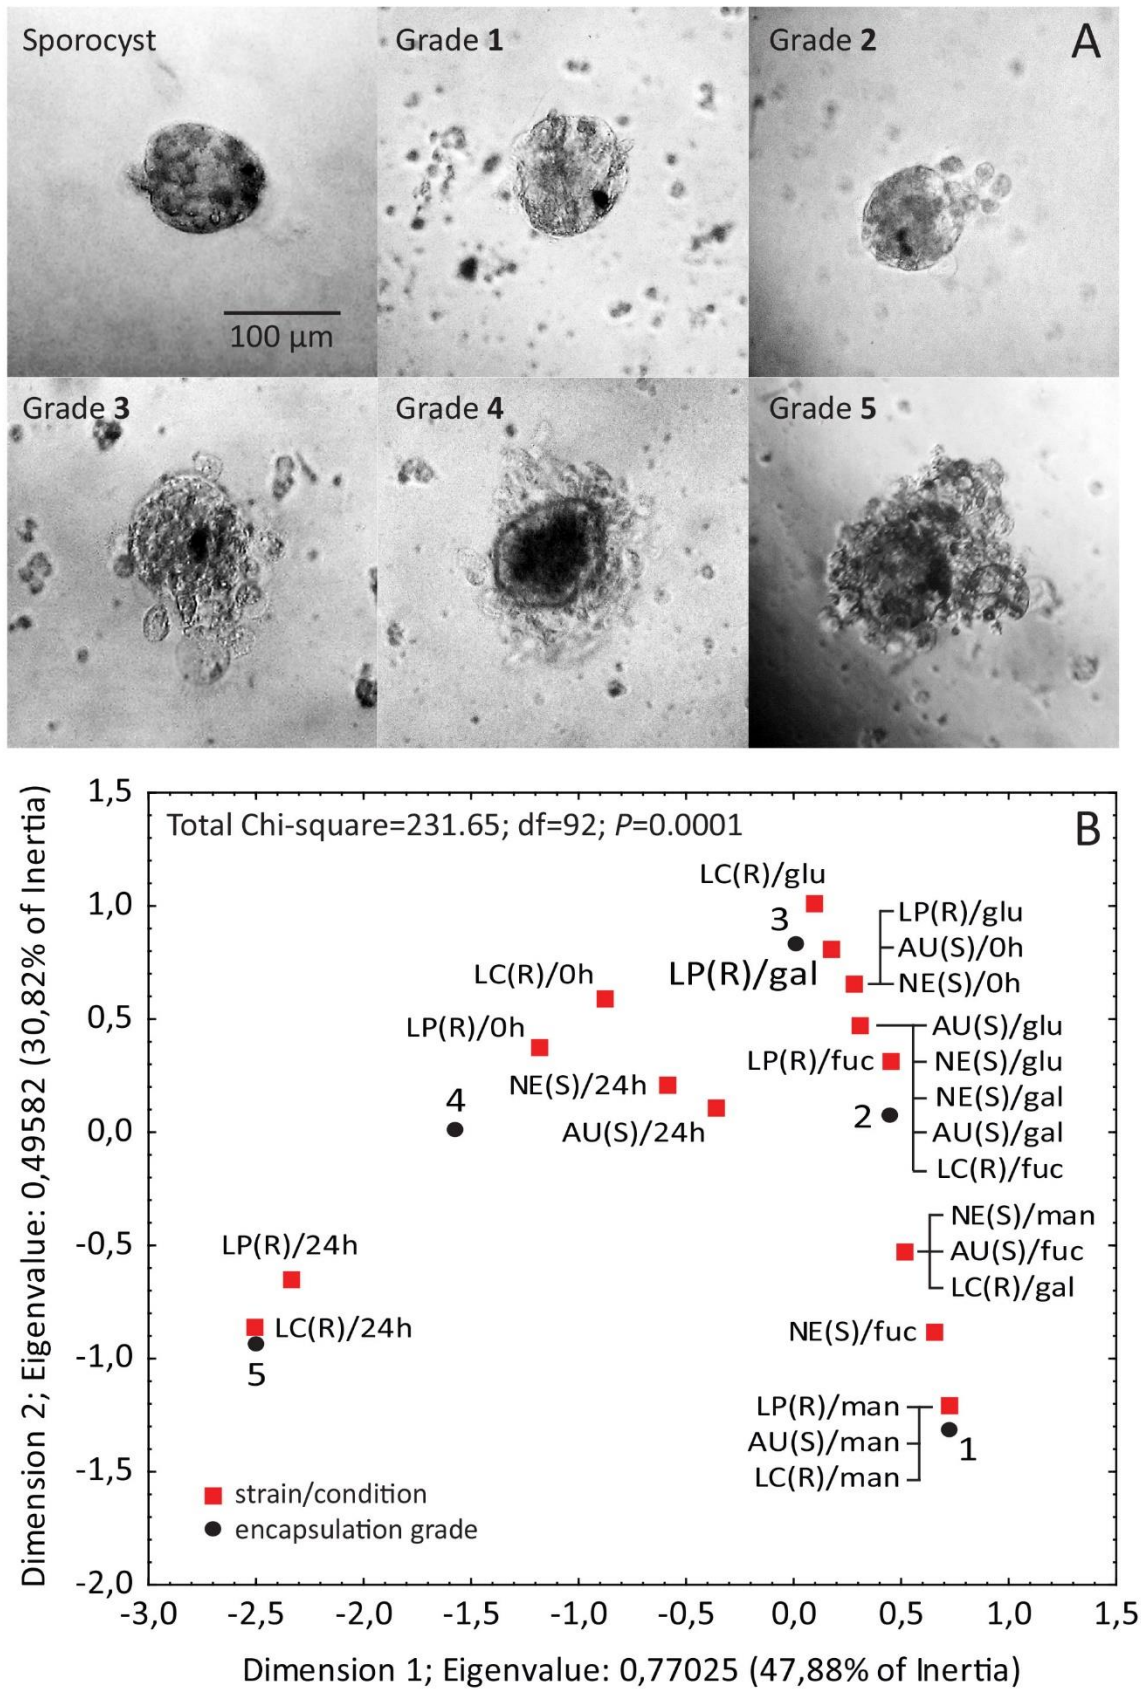 Sporocyst
Grade 1
Grade 2
A
100 µm
Grade 3
Grade 4
Grade 5
B
Total Chi-square=231.65; df=92; P=0.0001
Dimension 2; Eigenvalue: 0,49582 (30,82% of Inertia)
1,5
1,0
0,5
0,0
-0,5
-1,0
-1,5
-2,0
LC(R)/glu
3
LP(R)/gal
LP(R)/glu
AU(S)/0h
NE(S)/0h
LC(R)/0h
LP(R)/0h
NE(S)/24h
AU(S)/24h
4
LP(R)/fuc
2
AU(S)/glu
NE(S)/glu
NE(S)/gal
AU(S)/gal
LC(R)/fuc
LP(R)/24h
LC(R)/24h
5
NE(S)/man
AU(S)/fuc
LC(R)/gal
NE(S)/fuc
LP(R)/man
AU(S)/man
LC(R)/man
1
strain/condition
encapsulation grade
-3,0 -2,5 -2,0 -1,5 -1,0 -0,5 0,0 0,5 1,0 1,5
Dimension 1; Eigenvalue: 0,77025 (47,88% of Inertia)